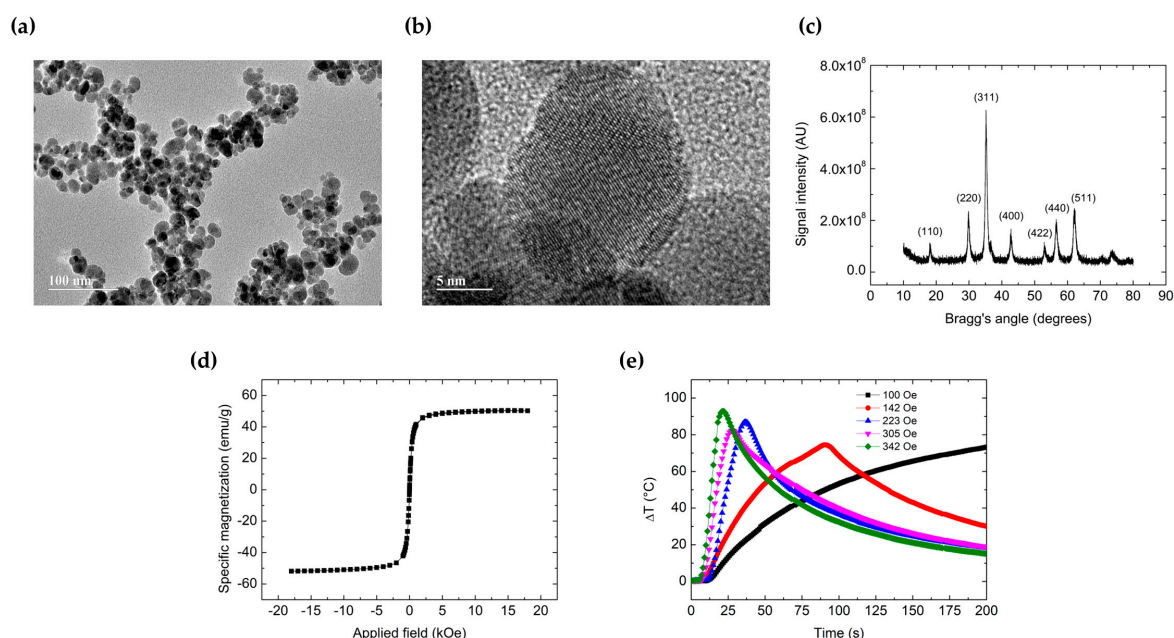 (a)
(b)
100 nm
5 nm
(c)
8.0x10⁸
6.0x10⁸
4.0x10⁸
2.0x10⁸
0.0
Signal intensity (AU)
(110)
(220)
(311)
(400)
(422)
(440)
(511)
0 10 20 30 40 50 60 70 80 90
Bragg's angle (degrees)
(d)
60
40
20
0
-20
-40
-60
Specific magnetization (emu/g)
-20 -15 -10 -5 0 5 10 15 20
Applied field (kOe)
(e)
100
80
60
40
20
0
ΔT (°C)
100 Oe
142 Oe
223 Oe
305 Oe
342 Oe
0 25 50 75 100 125 150 175 200
Time (s)